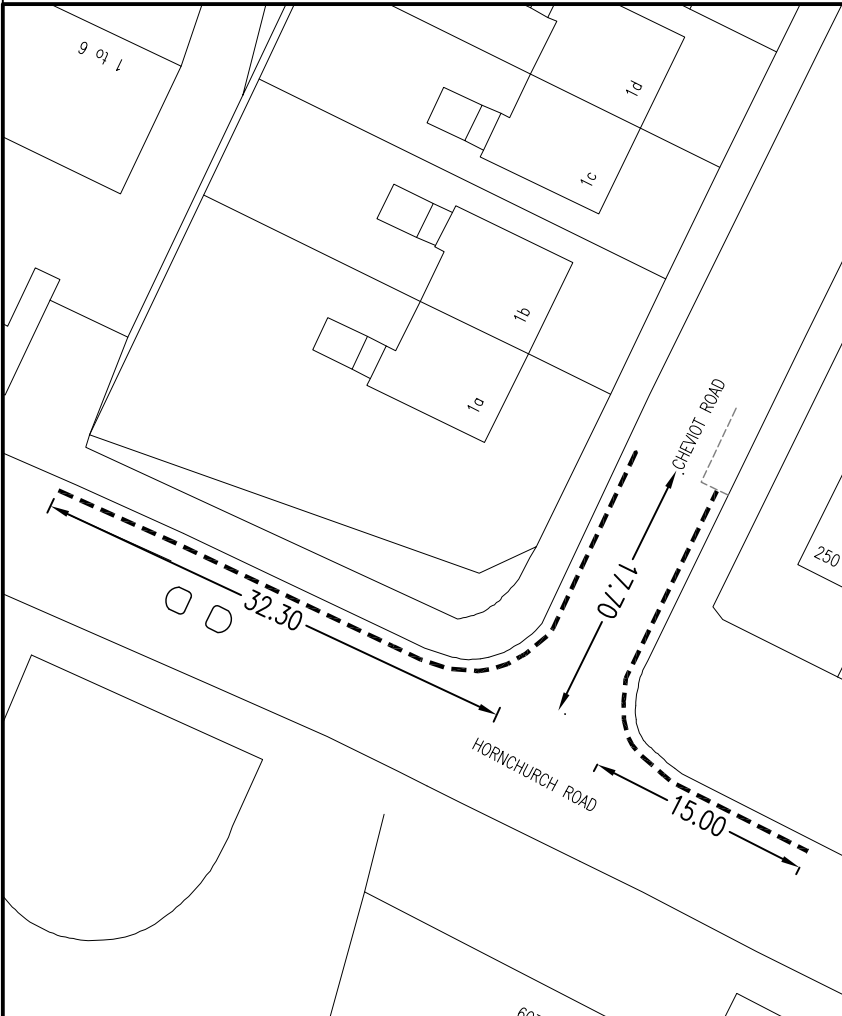 1 to 6
1d
1c
1b
1a
CHEVIOT ROAD
250
17.70
32.30
HORNCHURCH ROAD
15.00